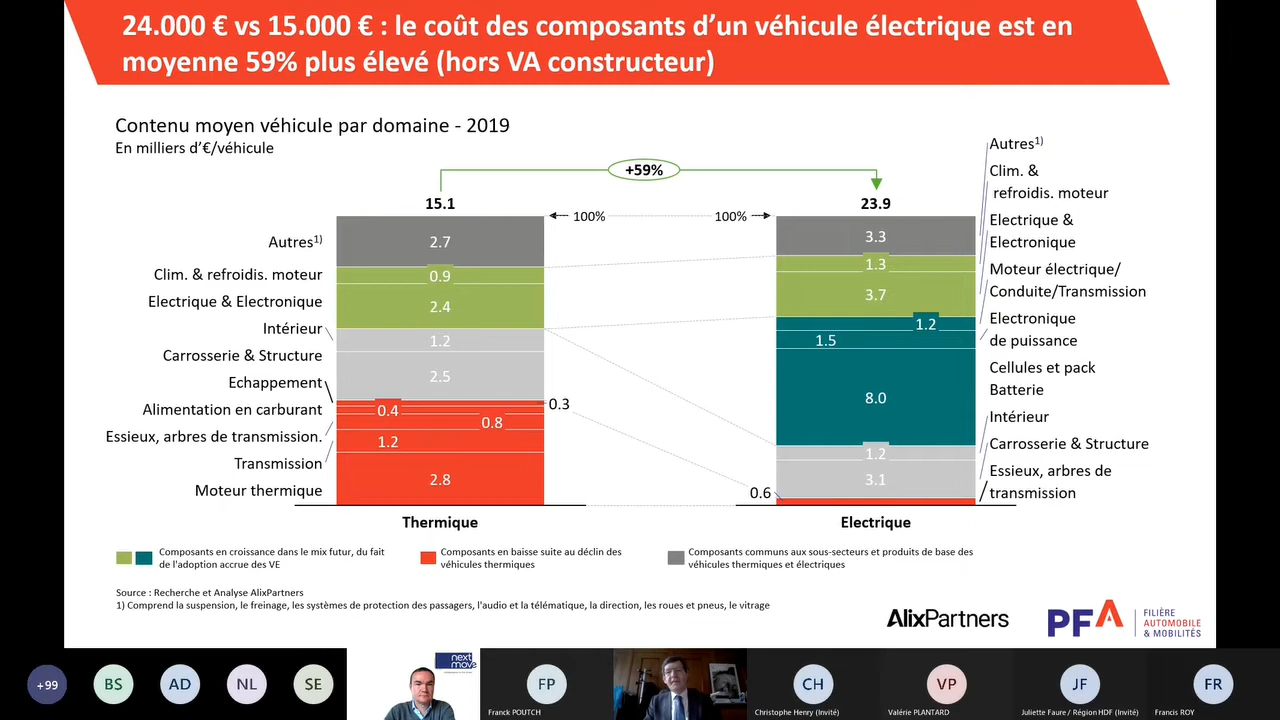 24.000 € vs 15.000 € : le coût des composants d’un véhicule électrique est en
moyenne 59% plus élevé (hors VA constructeur)
Contenu moyen véhicule par domaine - 2019
En milliers d’€/véhicule
+59%
15.1
23.9
100%
100%
Autres1)
Clim. & refroidis. moteur
Electrique & Electronique
Intérieur
Carrosserie & Structure
Echappement
Alimentation en carburant
Essieux, arbres de transmission.
Transmission
Moteur thermique
2.7
0.9
2.4
1.2
2.5
0.3
0.4
0.8
1.2
2.8
3.3
1.3
3.7
1.2
1.5
8.0
1.2
3.1
0.6
Autres1)
Clim. &
refroidis. moteur
Electrique &
Electronique
Moteur électrique/
Conduite/Transmission
Electronique
de puissance
Cellules et pack
Batterie
Intérieur
Carrosserie & Structure
Essieux, arbres de
transmission
Thermique
Electrique
Composants en croissance dans le mix futur, du fait
de l'adoption accrue des VE
Composants en baisse suite au déclin des
véhicules thermiques
Composants communs aux sous-secteurs et produits de base des
véhicules thermiques et électriques
Source : Recherche et Analyse AlixPartners
1) Comprend la suspension, le freinage, les systèmes de protection des passagers, l'audio et la télématique, la direction, les roues et pneus, le vitrage
AlixPartners
PFA
FILIÈRE
AUTOMOBILE
& MOBILITÉS
+99
BS
AD
NL
SE
next
move
FP
Franck POUTCH
CH
Christophe Henry (Invité)
VP
Valérie PLANTARD
JF
Juliette Faure / Région HDF (Invité)
FR
Francis ROY